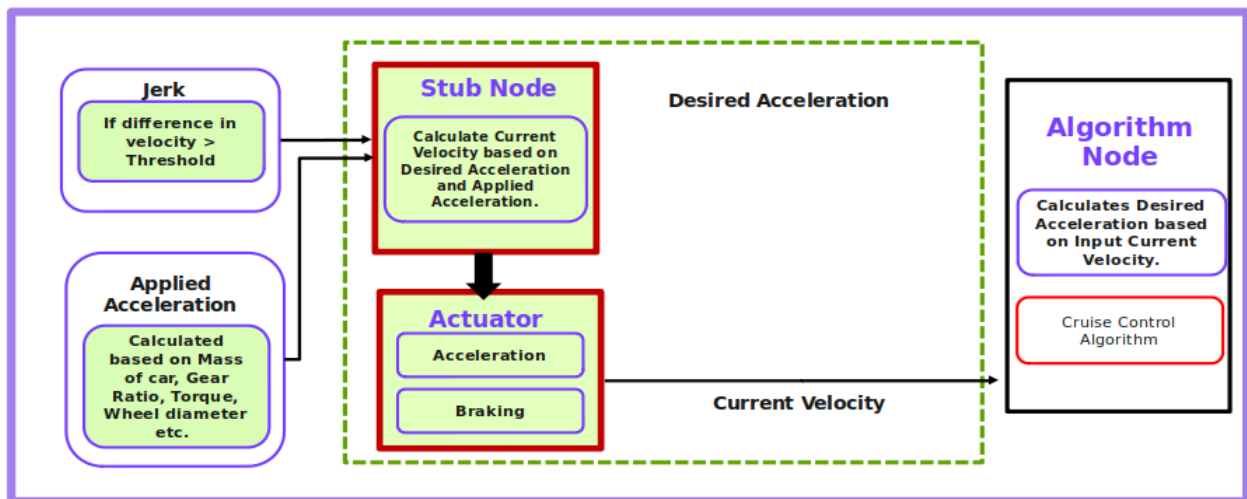 Jerk
If difference in
velocity >
Threshold
Applied
Acceleration
Calculated
based on Mass
of car, Gear
Ratio, Torque,
Wheel diameter
etc.
Stub Node
Calculate Current
Velocity based on
Desired Acceleration
and Applied
Acceleration.
Actuator
Acceleration
Braking
Desired Acceleration
Current Velocity
Algorithm
Node
Calculates Desired
Acceleration based
on Input Current
Velocity.
Cruise Control
Algorithm